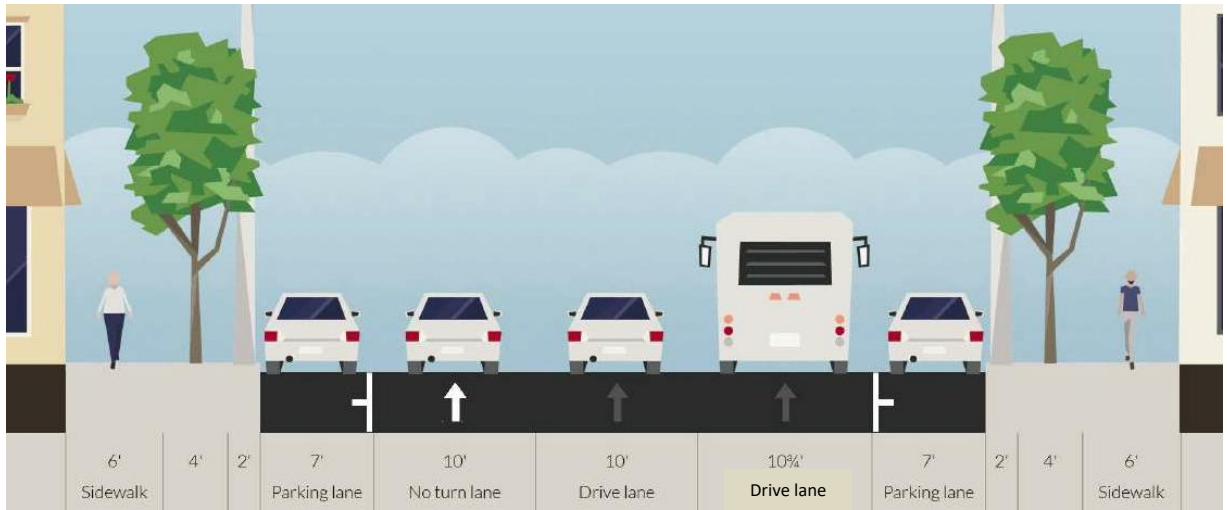 6' 4' 2' 7' 10' 10' 10¾' 7' 2' 4' 6'
Sidewalk Parking lane No turn lane Drive lane Drive lane Parking lane Sidewalk